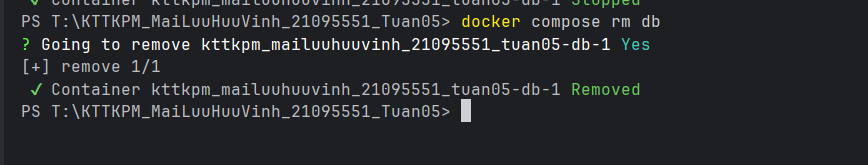 ✔ Container kttkpm_mailuuhuuvinh_21095551_tuan05-db-1 Stopped
PS T:\KTTKPM_MaiLuuHuuVinh_21095551_Tuan05> docker compose rm db
? Going to remove kttkpm_mailuuhuuvinh_21095551_tuan05-db-1 Yes
[+] remove 1/1
✔ Container kttkpm_mailuuhuuvinh_21095551_tuan05-db-1 Removed
PS T:\KTTKPM_MaiLuuHuuVinh_21095551_Tuan05>